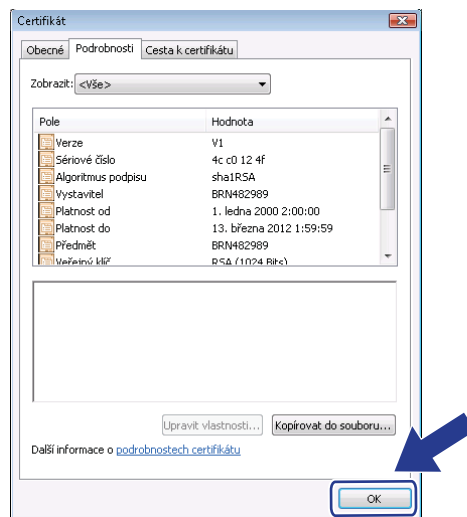 Certifikát
Obecné Podrobnosti Cesta k certifikátu
Zobrazit: <Vše>
Pole Hodnota
Verze V1
Sériové číslo 4c c0 12 4f
Algoritmus podpisu sha1RSA
Vystavitel BRN482989
Platnost od 1. ledna 2000 2:00:00
Platnost do 13. března 2012 1:59:59
Předmět BRN482989
Veřejný klíč RSA (1024 Bits)
Upravit vlastnosti... Kopírovat do souboru...
Další informace o podrobnostech certifikátu
OK